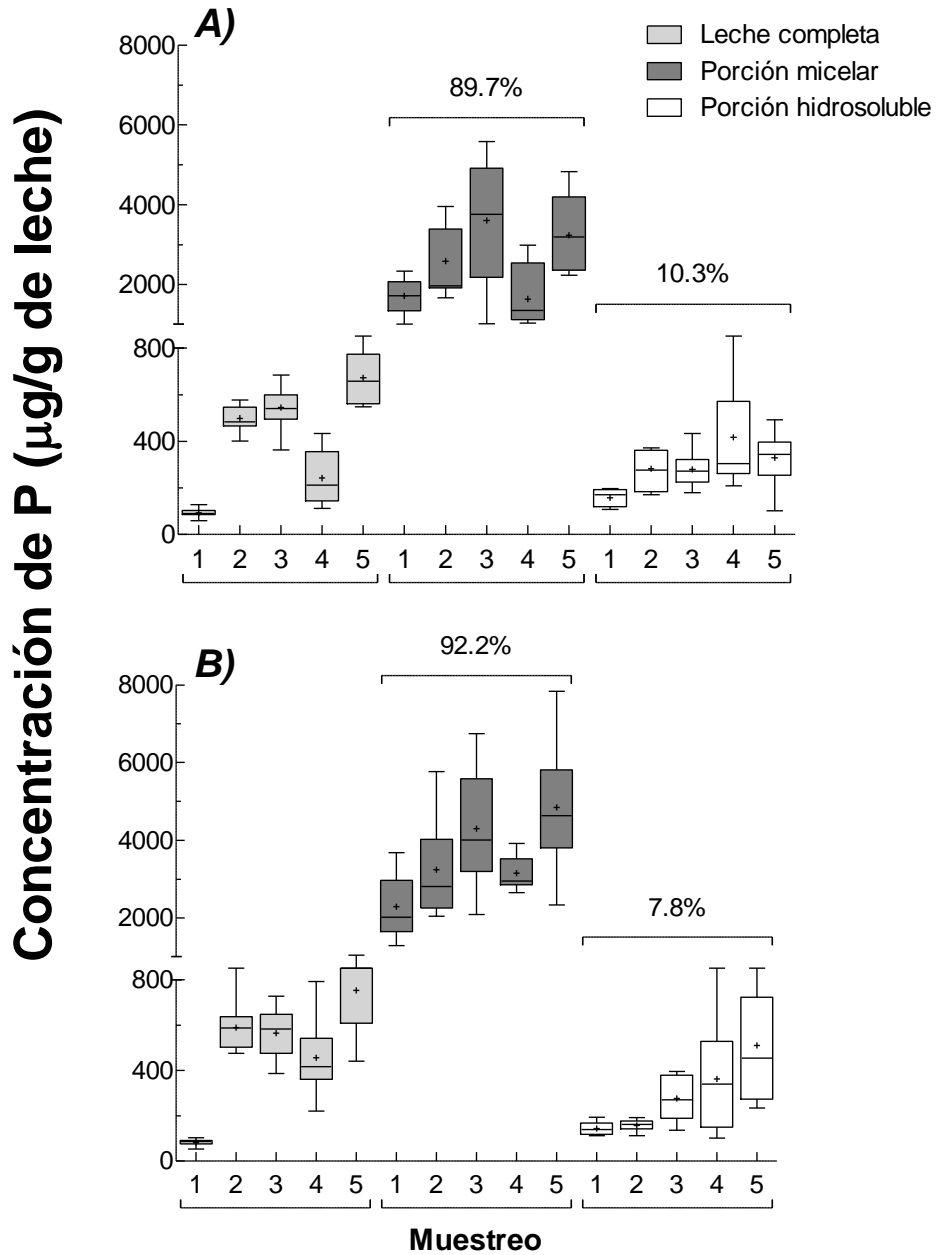 Concentración de P (µg/g de leche)
A)
Leche completa
Porción micelar
Porción hidrosoluble
89.7%
10.3%
8000
6000
4000
2000
800
400
0
1 2 3 4 5 1 2 3 4 5 1 2 3 4 5
B)
92.2%
7.8%
8000
6000
4000
2000
800
400
0
1 2 3 4 5 1 2 3 4 5 1 2 3 4 5
Muestreo